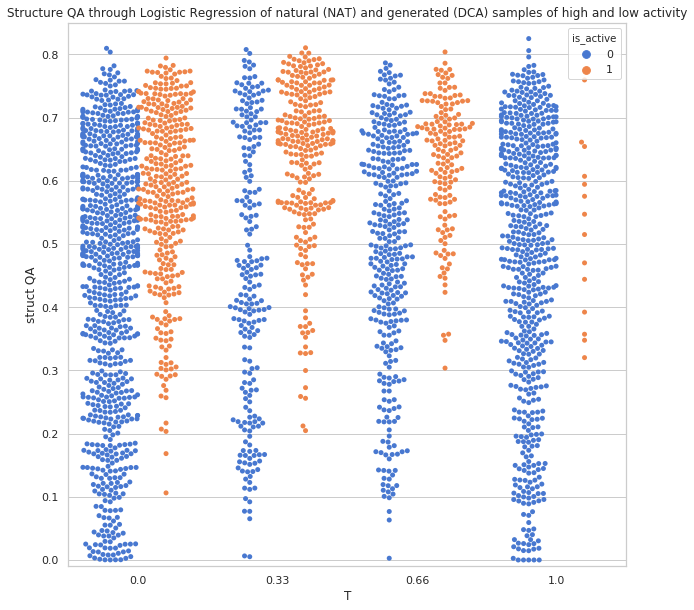 Structure QA through Logistic Regression of natural (NAT) and generated (DCA) samples of high and low activity
is_active
0
1
0.8
0.7
0.6
0.5
0.4
0.3
0.2
0.1
0.0
struct QA
0.0 0.33 0.66 1.0
T